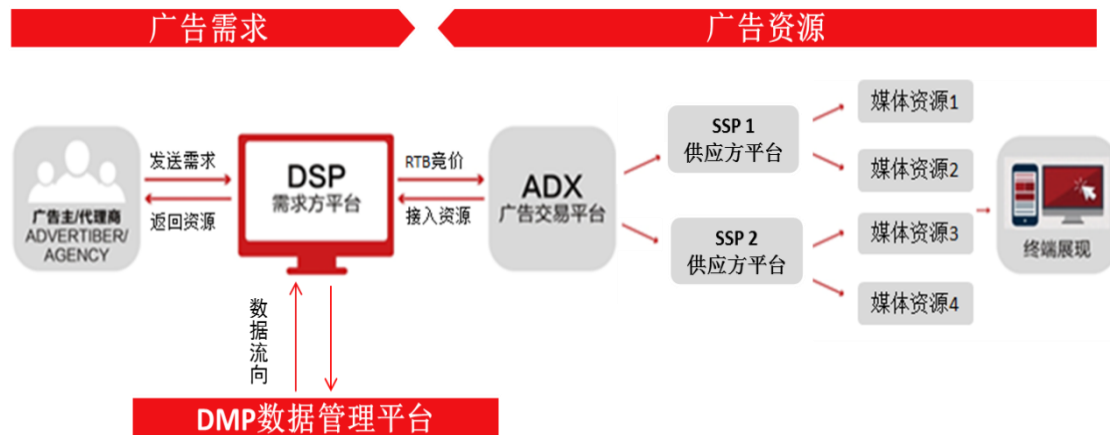 广告需求
广告资源
广告主/代理商
ADVERTIBER/
AGENCY
发送需求
返回资源
DSP
需求方平台
RTB竞价
接入资源
ADX
广告交易平台
SSP 1
供应方平台
SSP 2
供应方平台
媒体资源1
媒体资源2
媒体资源3
媒体资源4
终端展现
数据流向
DMP数据管理平台